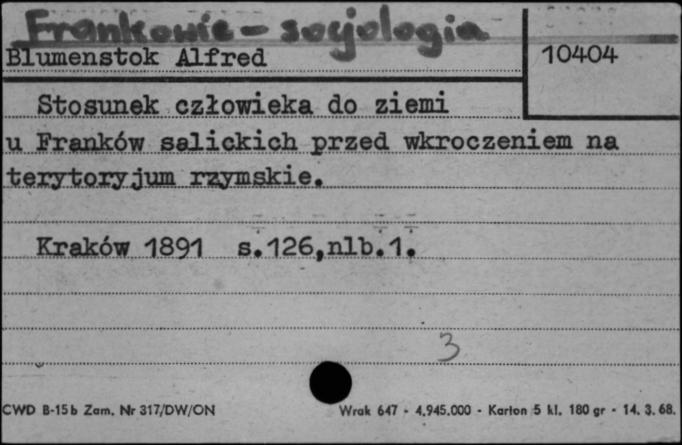 Frankowie - socjologia
Blumenstok Alfred
10404
Stosunek człowieka do ziemi
u Franków salickich przed wkroczeniem na
terytoryjum rzymskie.
Kraków 1891 s.126,nlb.1.
3
CWD B-15b Zam. Nr 317/DW/ON
Wrak 647 - 4.945.000 - Karton 5 kl. 180 gr - 14. 3. 68.